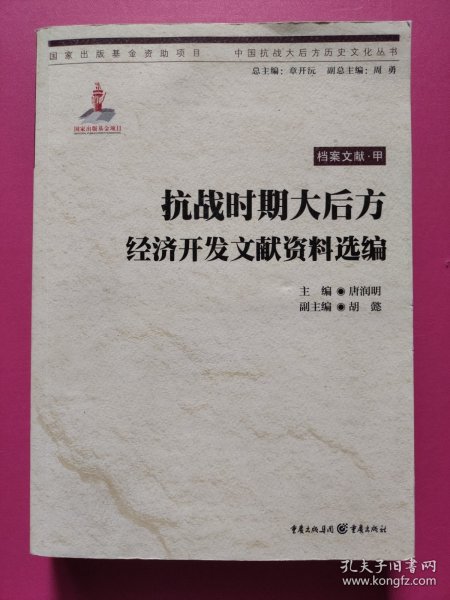 国家出版基金资助项目 中国抗战大后方历史文化丛书
总主编：章开沅 副总主编：周 勇
国家出版基金项目
档案文献·甲
抗战时期大后方
经济开发文献资料选编
主 编 ◉ 唐润明
副主编 ◉ 胡 懿
重庆出版集团 重庆出版社
孔夫子旧书网
www.kongfz.com